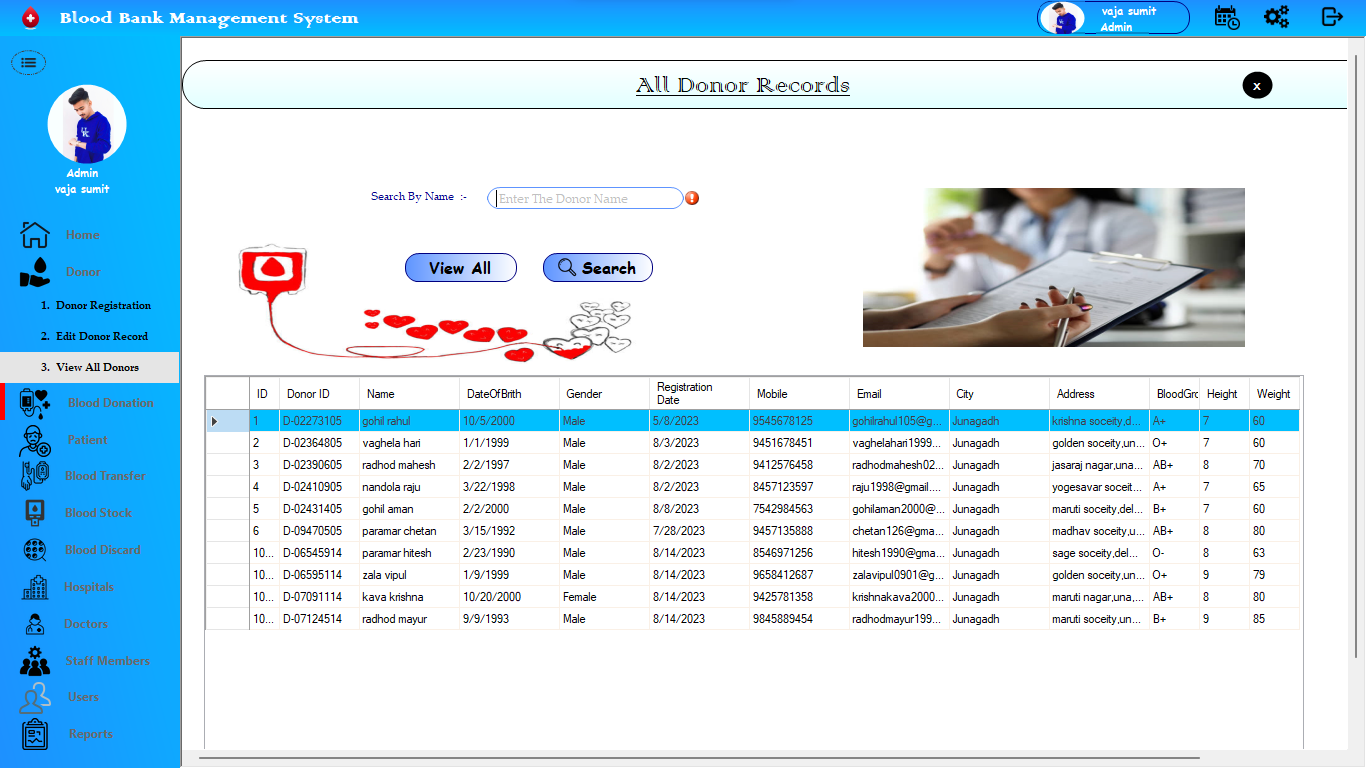 Blood Bank Management System
vaja sumit
Admin
Admin
vaja sumit
Home
Donor
1. Donor Registration
2. Edit Donor Record
3. View All Donors
Blood Donation
Patient
Blood Transfer
Blood Stock
Blood Discard
Hospitals
Doctors
Staff Members
Users
Reports
All Donor Records
x
Search By Name :-
Enter The Donor Name
View All
Search
ID Donor ID Name DateOfBrith Gender Registration Date Mobile Email City Address BloodGro Height Weight
1 D-02273105 gohil rahul 10/5/2000 Male 5/8/2023 9545678125 gohilrahul105@g... Junagadh krishna soceity,d... A+ 7 60
2 D-02364805 vaghela hari 1/1/1999 Male 8/3/2023 9451678451 vaghelahari1999... Junagadh golden soceity,un... O+ 7 60
3 D-02390605 radhod mahesh 2/2/1997 Male 8/2/2023 9412576458 radhodmahesh02... Junagadh jasaraj nagar,una... AB+ 8 70
4 D-02410905 nandola raju 3/22/1998 Male 8/2/2023 8457123597 raju1998@gmail.... Junagadh yogesavar soceit... A+ 7 65
5 D-02431405 gohil aman 2/2/2000 Male 8/8/2023 7542984563 gohilaman2000@... Junagadh maruti soceity,del... B+ 7 60
6 D-09470505 paramar chetan 3/15/1992 Male 7/28/2023 9457135888 chetan126@gma... Junagadh madhav soceity,u... AB+ 8 80
10... D-06545914 paramar hitesh 2/23/1990 Male 8/14/2023 8546971256 hitesh1990@gma... Junagadh sage soceity,del... O- 8 63
10... D-06595114 zala vipul 1/9/1999 Male 8/14/2023 9658412687 zalavipul0901@g... Junagadh golden soceity,un... O+ 9 79
10... D-07091114 kava krishna 10/20/2000 Female 8/14/2023 9425781358 krishnakava2000... Junagadh maruti nagar,una,... AB+ 8 80
10... D-07124514 radhod mayur 9/9/1993 Male 8/14/2023 9845889454 radhodmayur199... Junagadh maruti soceity,un... B+ 9 85